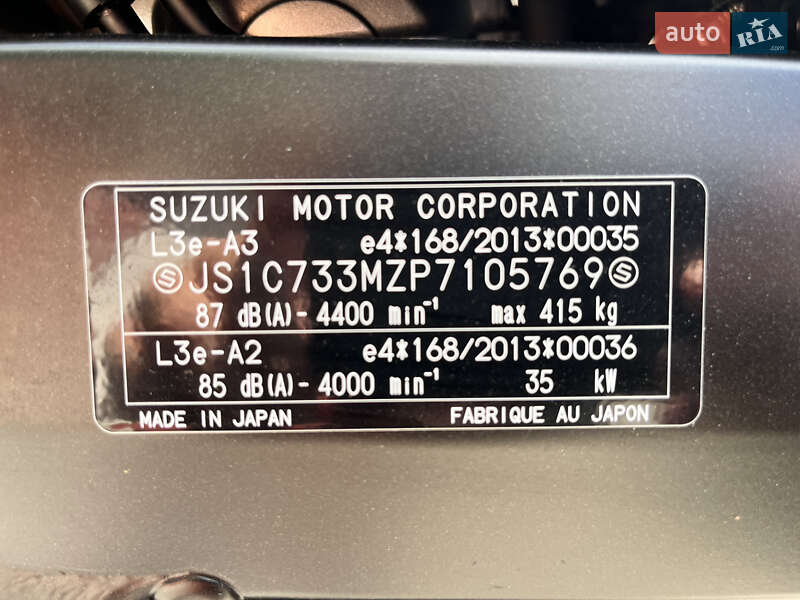 auto RIA.com
SUZUKI MOTOR CORPORATION
L3e-A3 e4*168/2013*00035
JS1C733MZP7105769
87 dB(A)- 4400 min⁻¹ max 415 kg
L3e-A2 e4*168/2013*00036
85 dB(A)- 4000 min⁻¹ 35 kW
MADE IN JAPAN FABRIQUE AU JAPON